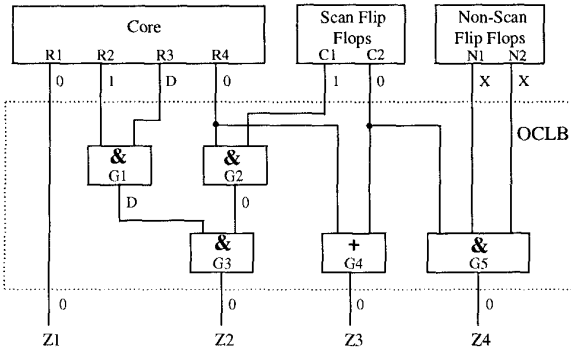 Core
Scan Flip
Flops
Non-Scan
Flip Flops
R1 R2 R3 R4 C1 C2 N1 N2
0 1 D 0 1 0 X X
OCLB
& &
G1 G2
D 0
& + &
G3 G4 G5
0 0 0 0
Z1 Z2 Z3 Z4